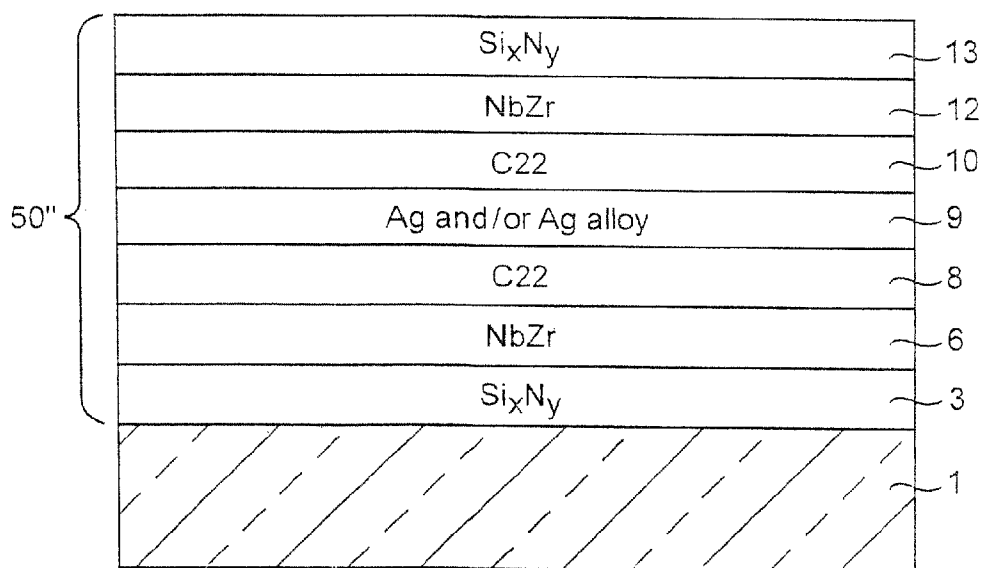 SixNy 13
NbZr 12
C22 10
50" Ag and/or Ag alloy 9
C22 8
NbZr 6
SixNy 3
1